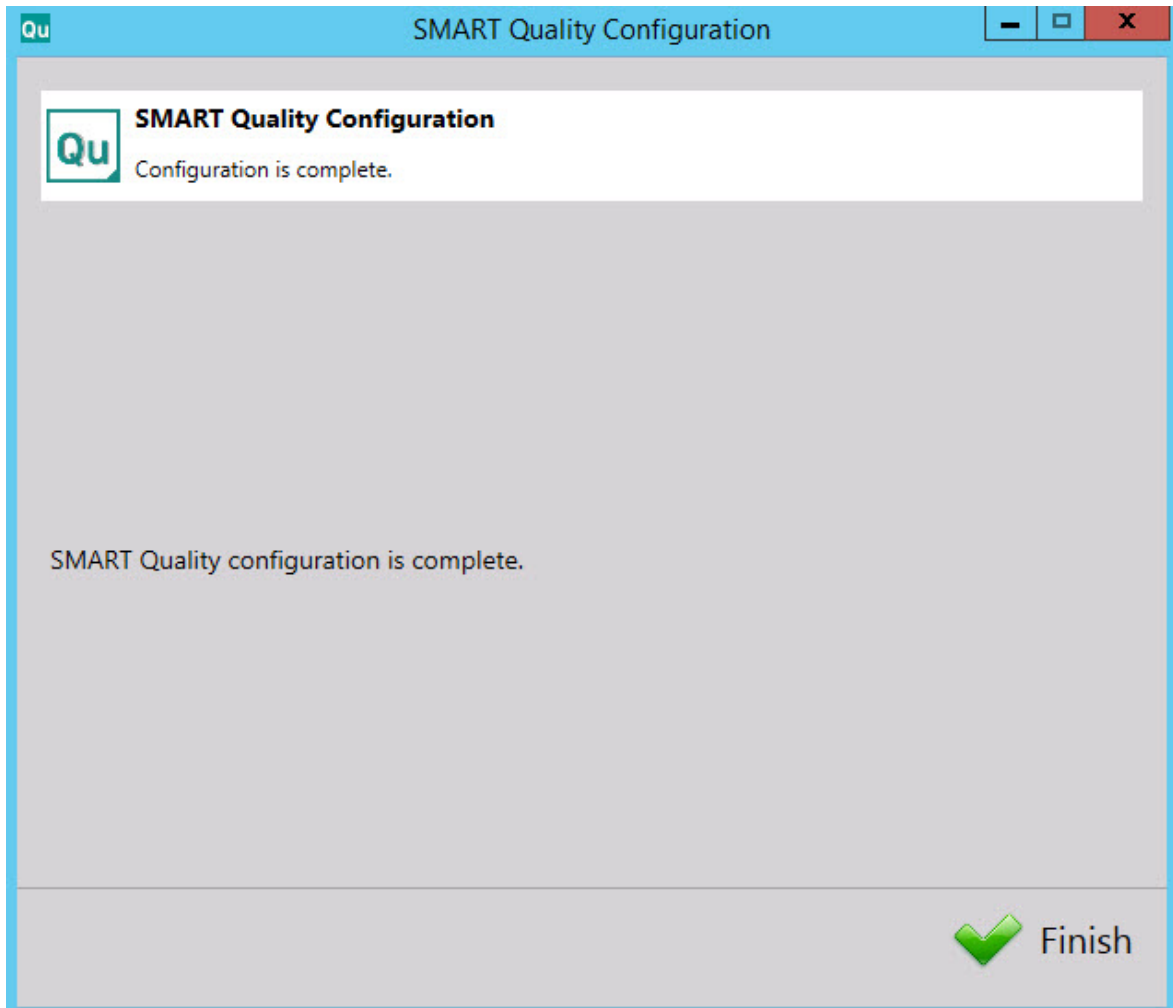 Qu
SMART Quality Configuration
x
Qu
SMART Quality Configuration
Configuration is complete.
SMART Quality configuration is complete.
Finish